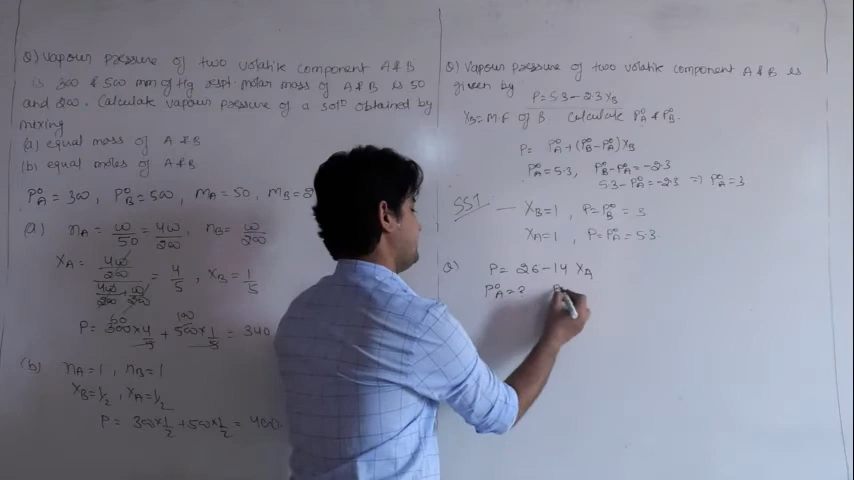 Q) Vapour pressure of two volatile component A & B
is 300 & 500 mm of Hg respt. molar mass of A & B is 50
and 200. Calculate vapour pressure of a solⁿ obtained by
mixing
(a) equal mass of A & B
(b) equal moles of A & B.
P°A = 300, P°B = 500, MA = 50, MB = 2
(a) nA = w/50 = 4w/200, nB = w/200
XA = (4w/200)/(4w/200 + w/200) = 4/5, XB = 1/5
P = 300 × 4/5 + 500 × 1/5 = 340
60 100
(b) nA = 1, nB = 1
XB = 1/2, XA = 1/2
P = 300 × 1/2 + 500 × 1/2 = 400
Q) Vapour pressure of two volatile component A & B is
given by
P = 5.3 - 2.3 XB
XB = M.F of B Calculate P°A & P°B.
P = P°A + (P°B - P°A) XB
P°A = 5.3, P°B - P°A = -2.3
5.3 - P°A = -2.3 ⇒ P°A = 3
SST — XB = 1, P = P°B = 3
XA = 1, P = P°A = 5.3
Q) P = 26 - 14 XA
P°A = ?